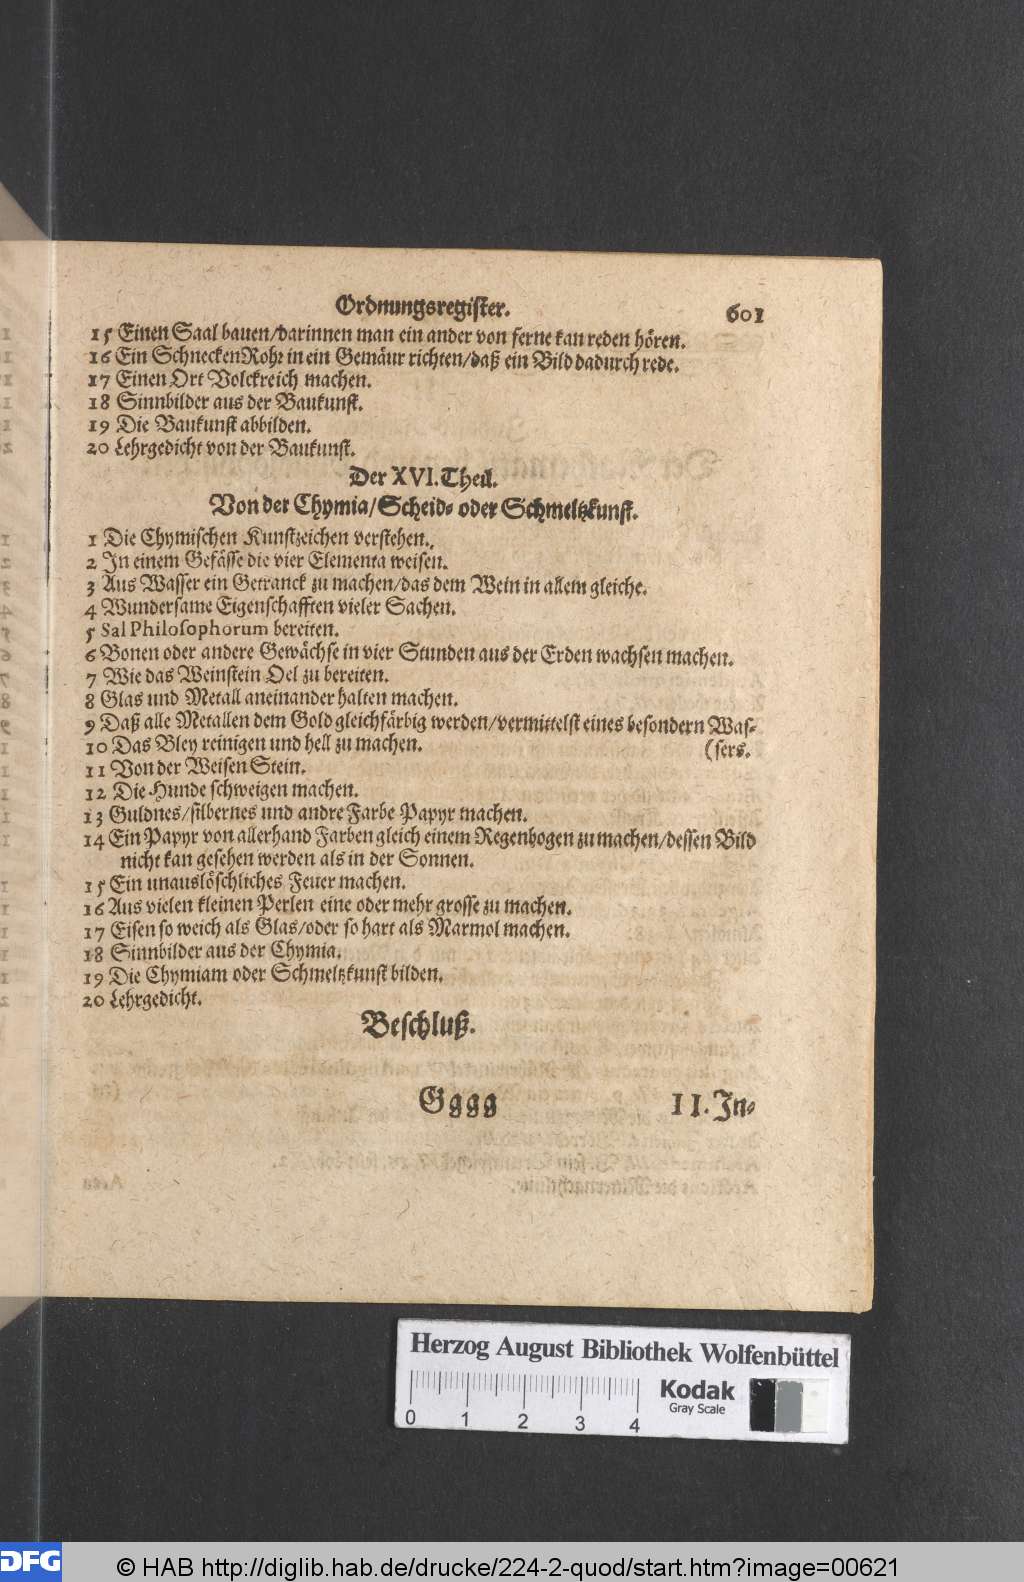 Ordnungsregister. 601
15 Einen Saal bauen/darinnen man ein ander von ferne kan reden hören.
16 Ein SchneckenRohr in ein Gemäur richten/daß ein Bild dadurch rede.
17 Einen Ort Volckreich machen.
18 Sinnbilder aus der Baukunst.
19 Die Baukunst abbilden.
20 Lehrgedicht von der Baukunst.
Der XVI. Theil.
Von der Chymia/Scheid- oder Schmeltzkunst.
1 Die Chymischen Kunstzeichen verstehen.
2 In einem Gefässe die vier Elementa weisen.
3 Aus Wasser ein Getranck zu machen/das dem Wein in allem gleiche.
4 Wundersame Eigenschafften vieler Sachen.
5 Sal Philosophorum bereiten.
6 Bonen oder andere Gewächse in vier Stunden aus der Erden wachsen machen.
7 Wie das Weinstein Oel zu bereiten.
8 Glas und Metall aneinander halten machen.
9 Daß alle Metallen dem Gold gleichfärbig werden/vermittelst eines besondern Was-
10 Das Bley reinigen und hell zu machen. (sers.
11 Von der Weisen Stein.
12 Die Hunde schweigen machen.
13 Guldnes/silbernes und andre Farbe Papyr machen.
14 Ein Papyr von allerhand Farben gleich einem Regenbogen zu machen/dessen Bild
nicht kan gesehen werden als in der Sonnen.
15 Ein unauslöschliches Feuer machen.
16 Aus vielen kleinen Perlen eine oder mehr grosse zu machen.
17 Eisen so weich als Glas/oder so hart als Marmol machen.
18 Sinnbilder aus der Chymia.
19 Die Chymiam oder Schmeltzkunst bilden.
20 Lehrgedicht.
Beschluß.
Gggg II. In-
Herzog August Bibliothek Wolfenbüttel
Kodak
Gray Scale
0 1 2 3 4
DFG
© HAB http://diglib.hab.de/drucke/224-2-quod/start.htm?image=00621